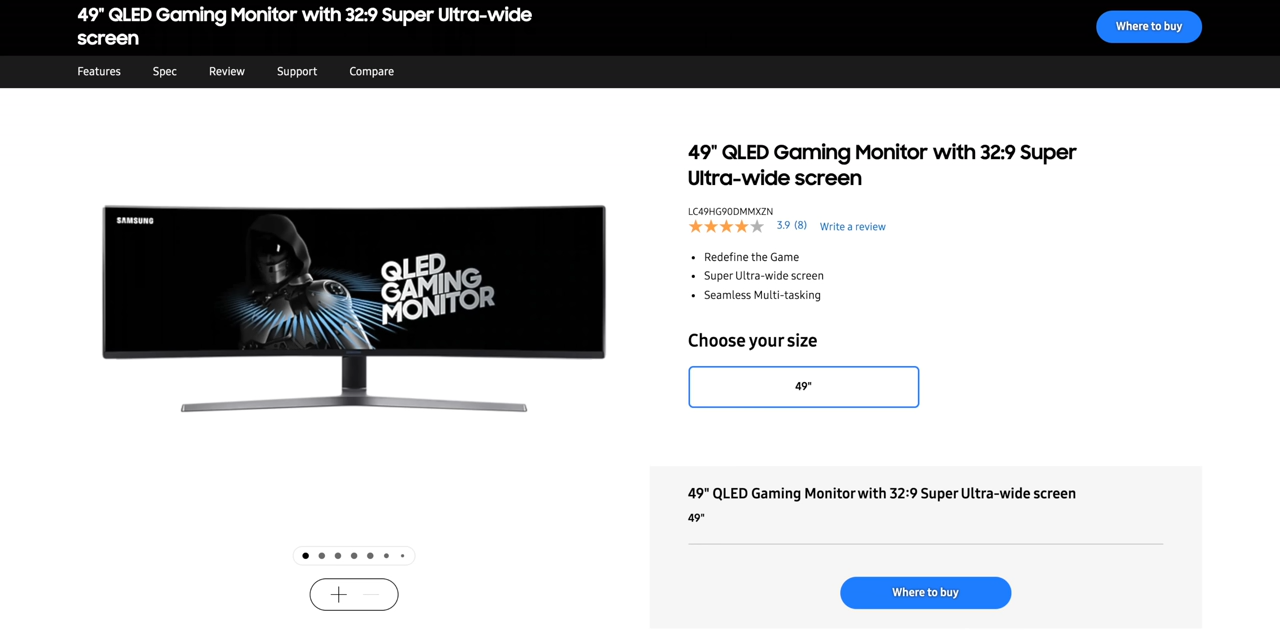 49" QLED Gaming Monitor with 32:9 Super Ultra-wide
screen
Where to buy
Features Spec Review Support Compare
SAMSUNG
QLED
GAMING
MONITOR
49" QLED Gaming Monitor with 32:9 Super
Ultra-wide screen
LC49HG90DMMXZN
3.9 (8) Write a review
• Redefine the Game
• Super Ultra-wide screen
• Seamless Multi-tasking
Choose your size
49"
49" QLED Gaming Monitor with 32:9 Super Ultra-wide screen
49"
Where to buy